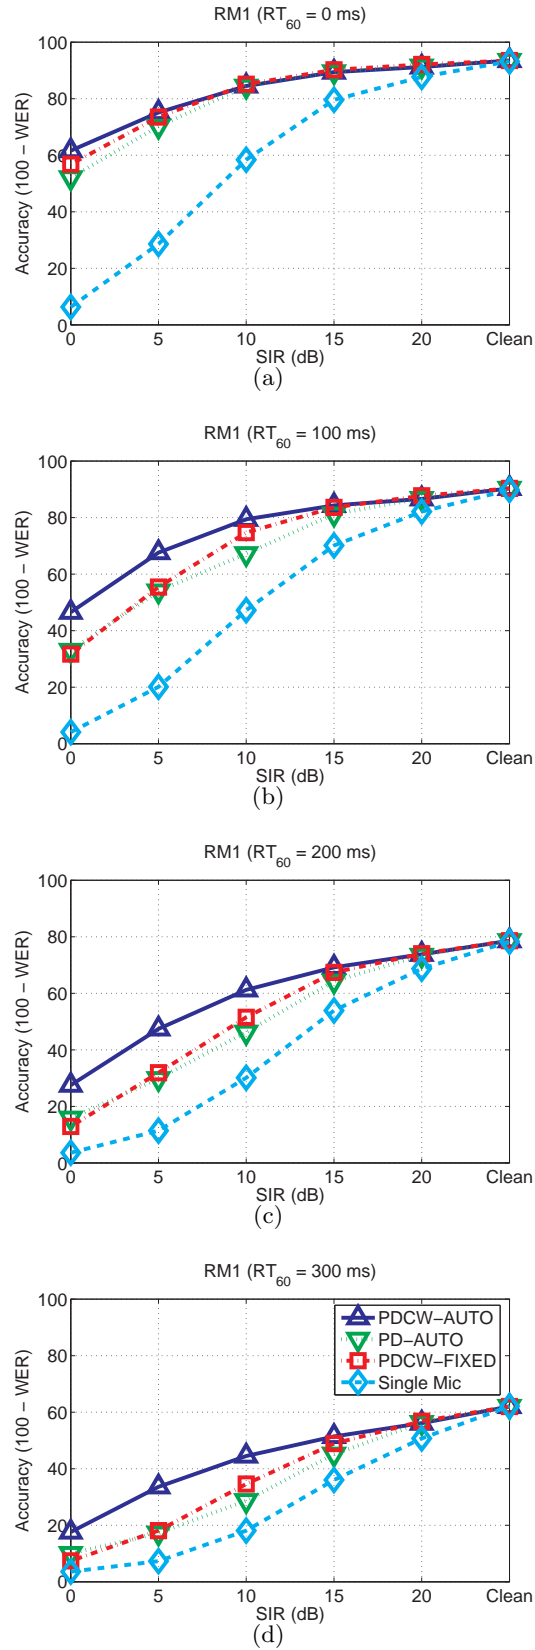 RM1 (RT60 = 0 ms)
100
80
60
40
20
0
Accuracy (100 − WER)
0 5 10 15 20 Clean
SIR (dB)
(a)
RM1 (RT60 = 100 ms)
100
80
60
40
20
0
Accuracy (100 − WER)
0 5 10 15 20 Clean
SIR (dB)
(b)
RM1 (RT60 = 200 ms)
100
80
60
40
20
0
Accuracy (100 − WER)
0 5 10 15 20 Clean
SIR (dB)
(c)
RM1 (RT60 = 300 ms)
100
80
60
40
20
0
Accuracy (100 − WER)
PDCW−AUTO
PD−AUTO
PDCW−FIXED
Single Mic
0 5 10 15 20 Clean
SIR (dB)
(d)